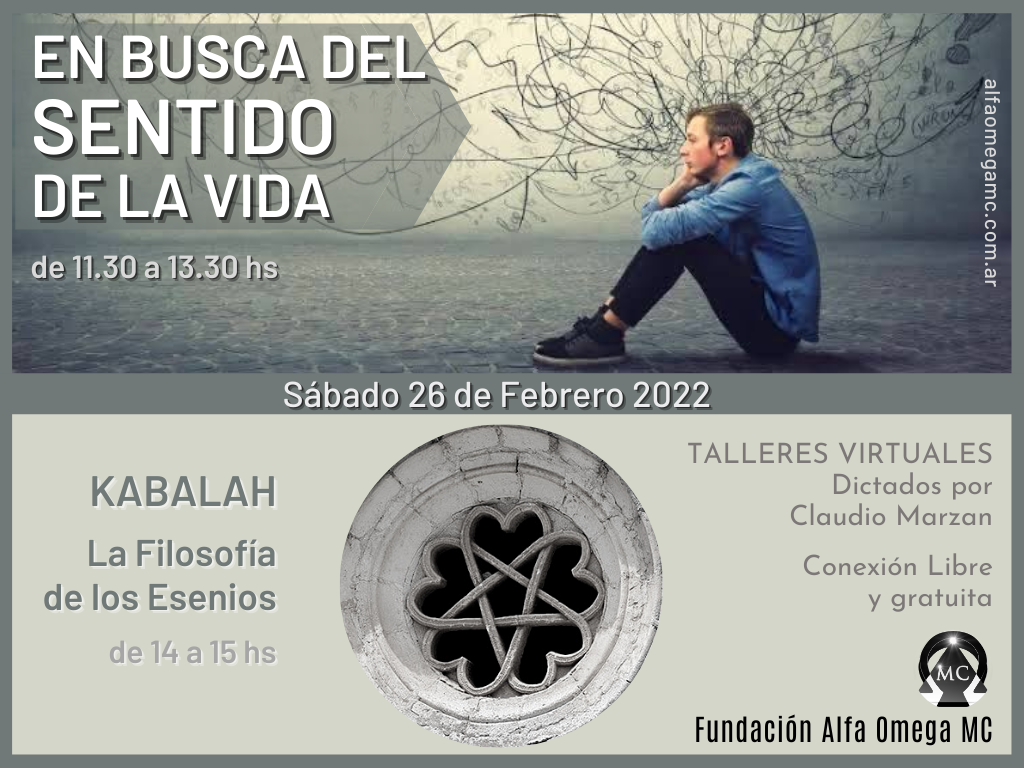 EN BUSCA DEL
SENTIDO
DE LA VIDA
de 11.30 a 13.30 hs
alfaomegamc.com.ar
Sábado 26 de Febrero 2022
KABALAH
La Filosofía
de los Esenios
de 14 a 15 hs
TALLERES VIRTUALES
Dictados por
Claudio Marzan
Conexión Libre
y gratuita
MC
Fundación Alfa Omega MC